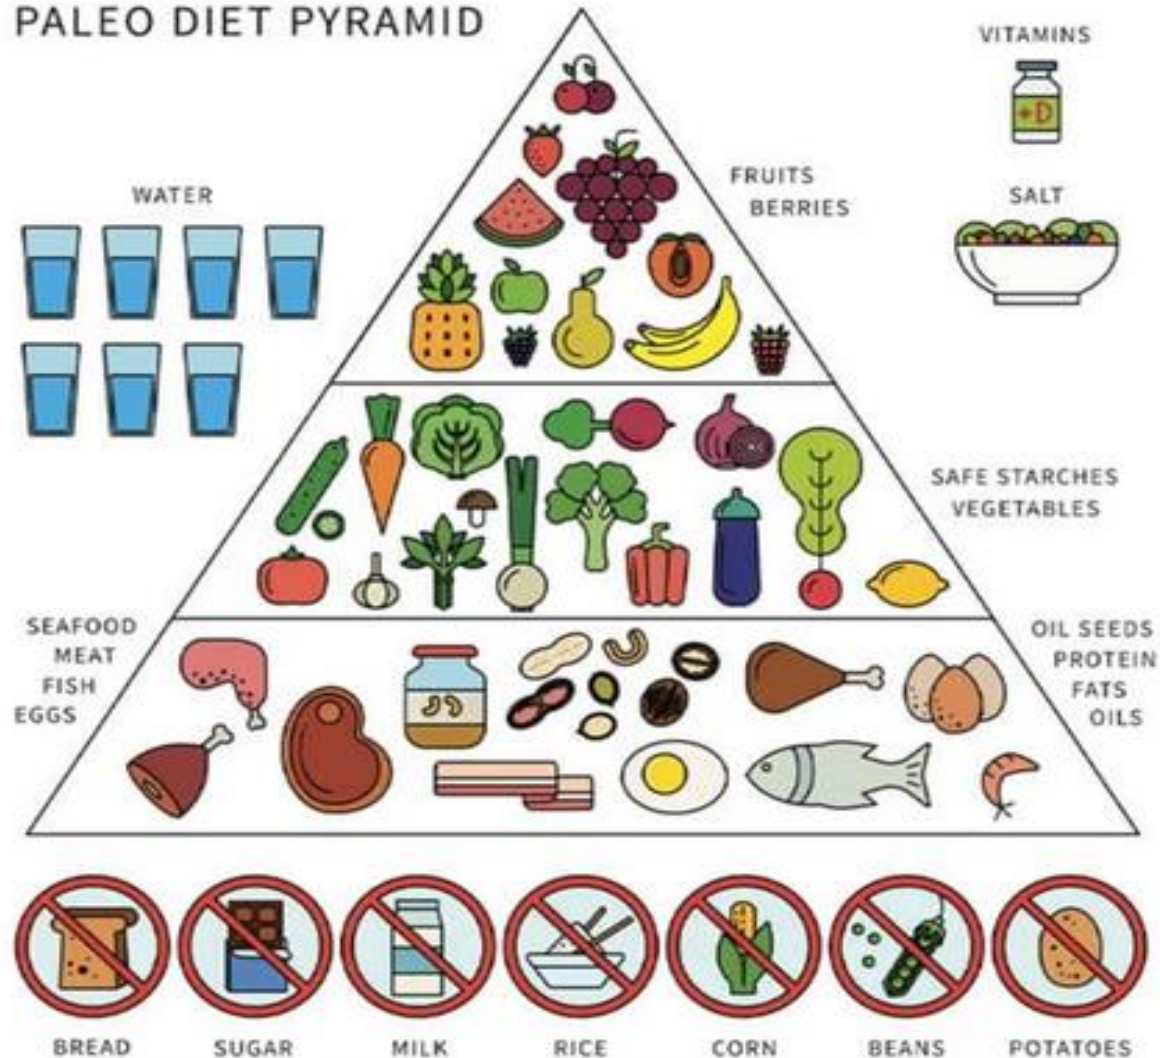 PALEO DIET PYRAMID
VITAMINS
+D
WATER
FRUITS
BERRIES
SALT
SAFE STARCHES
VEGETABLES
SEAFOOD
MEAT
FISH
EGGS
OIL SEEDS
PROTEIN
FATS
OILS
BREAD
SUGAR
MILK
RICE
CORN
BEANS
POTATOES